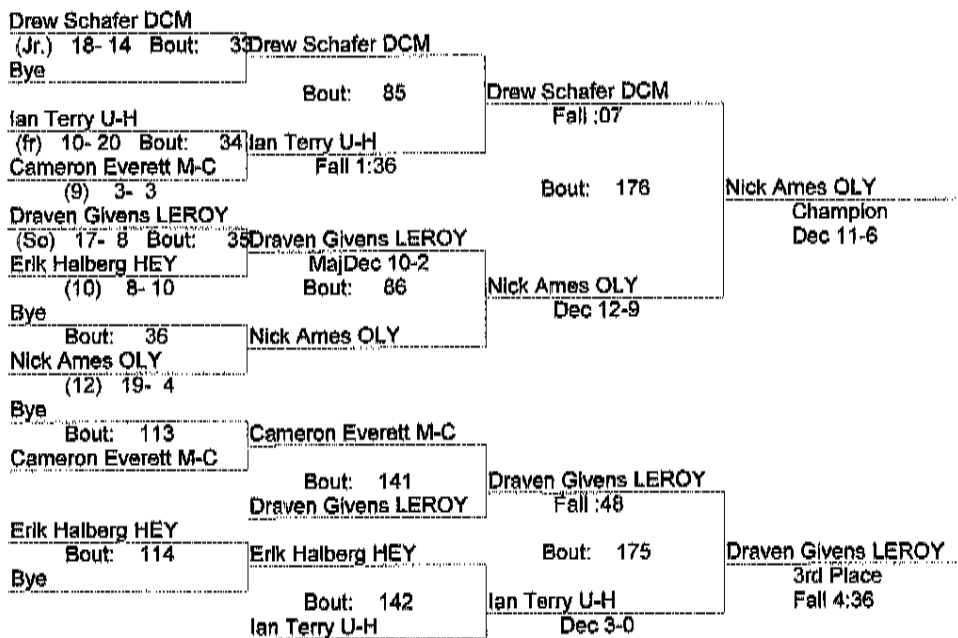 Drew Schafer DCM
(Jr.) 18- 14 Bout: 33
Bye
Drew Schafer DCM
Bout: 85
Ian Terry U-H
(fr) 10- 20 Bout: 34
Cameron Everett M-C
(9) 3- 3
Ian Terry U-H
Fall 1:36
Drew Schafer DCM
Fall :07
Bout: 176
Draven Givens LEROY
(So) 17- 8 Bout: 35
Erik Halberg HEY
(10) 8- 10
Draven Givens LEROY
MajDec 10-2
Bout: 86
Bye
Bout: 36
Nick Ames OLY
(12) 19- 4
Nick Ames OLY
Nick Ames OLY
Dec 12-9
Nick Ames OLY
Champion
Dec 11-6
Bye
Bout: 113
Cameron Everett M-C
Cameron Everett M-C
Bout: 141
Draven Givens LEROY
Draven Givens LEROY
Fall :48
Bout: 175
Erik Halberg HEY
Bout: 114
Bye
Erik Halberg HEY
Bout: 142
Ian Terry U-H
Ian Terry U-H
Dec 3-0
Draven Givens LEROY
3rd Place
Fall 4:36